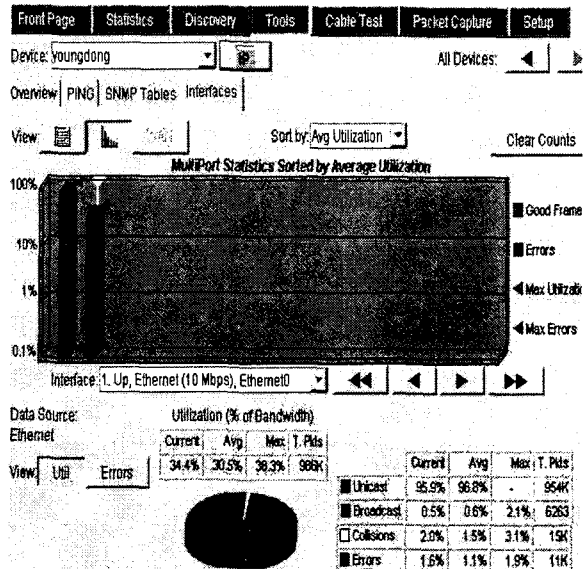 Front Page Statistics Discovery Tools Cable Test Packet Capture Setup
Device: youngdong All Devices:
Overview PING SNMP Tables Interfaces
View: Sort by: Avg Utilization Clear Counts
MultiPort Statistics Sorted by Average Utilization
100%
10%
1%
0.1%
Good Frame
Errors
Max Utilizatio
Max Errors
Interface: 1. Up, Ethernet (10 Mbps), Ethernet0
Data Source:
Ethernet
View: Util Errors
Utilization (% of Bandwidth)
Current Avg Max T. Pkts
34.4% 30.5% 38.3% 986K
Current Avg Max T. Pkts
Unicast 95.9% 96.8% - 954K
Broadcast 0.5% 0.6% 2.1% 6263
Collisions 2.0% 1.5% 3.1% 15K
Errors 1.6% 1.1% 1.9% 11K